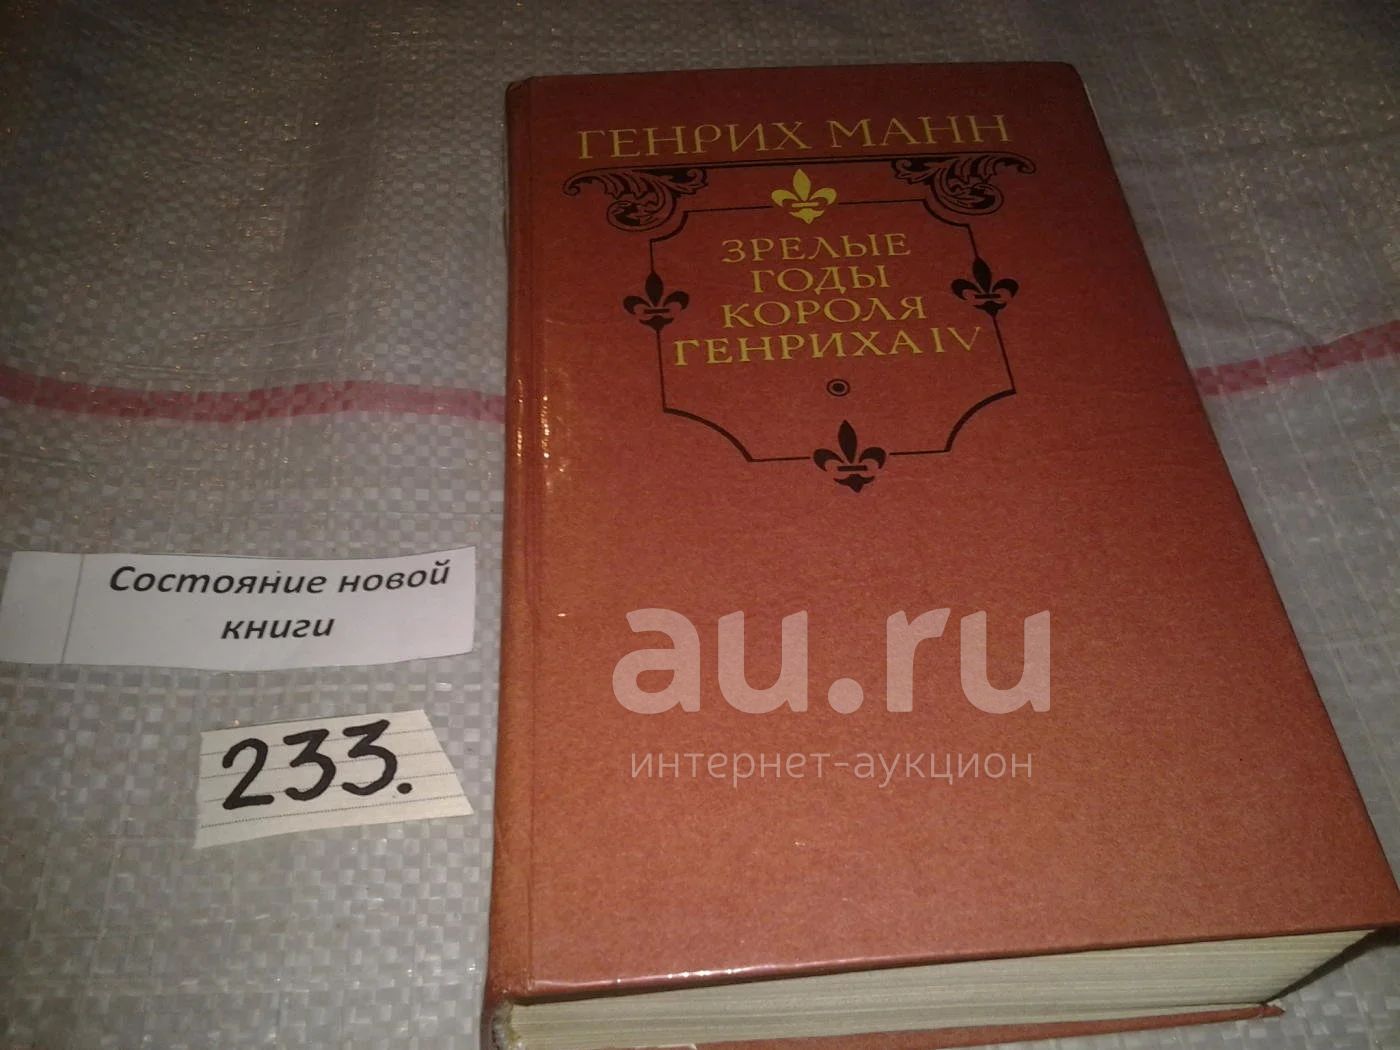 ГЕНРИХ МАНН
ЗРЕЛЫЕ
ГОДЫ
КОРОЛЯ
ГЕНРИХА IV
Состояние новой
книги
233.
au.ru
интернет-аукцион